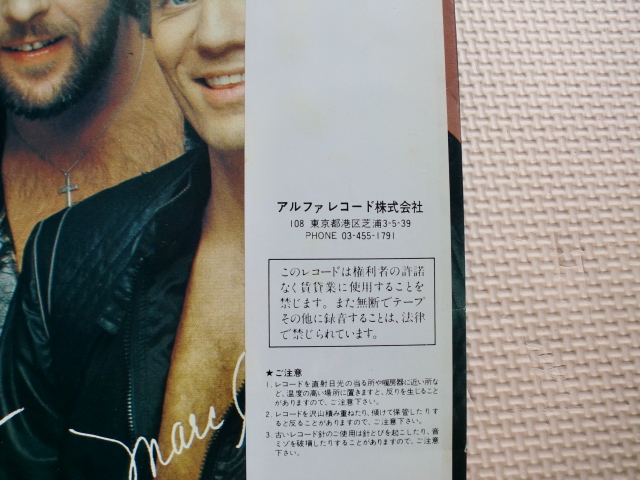 アルファレコード株式会社
108 東京都港区芝浦3-5-39
PHONE 03-455-1791
このレコードは権利者の許諾
なく賃貸業に使用することを
禁じます。また無断でテープ
その他に録音することは、法律
で禁じられています。
★ご注意
1. レコードを直射日光の当る所や暖房器に近い所な
ど、温度の高い場所に置きますと、反りを生じること
がありますので、ご注意下さい。
2. レコードを沢山積み重ねたり、傾けて保管したりす
ると反ることがありますので、ご注意下さい。
3. 古いレコード針のご使用は針とびを起こしたり、音
ミゾを破壊したりすることがありますので、ご注意
下さい。
Marc